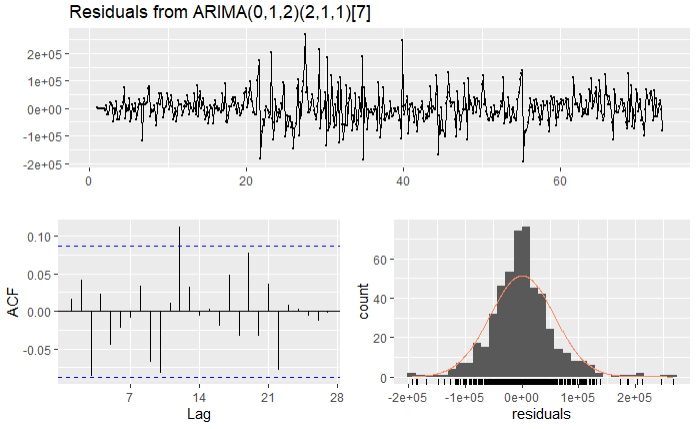 Residuals from ARIMA(0,1,2)(2,1,1)[7]
2e+05
1e+05
0e+00
-1e+05
-2e+05
0 20 40 60
ACF
0.10
0.05
0.00
-0.05
7 14 21 28
Lag
count
60
40
20
0
-2e+05 -1e+05 0e+00 1e+05 2e+05
residuals